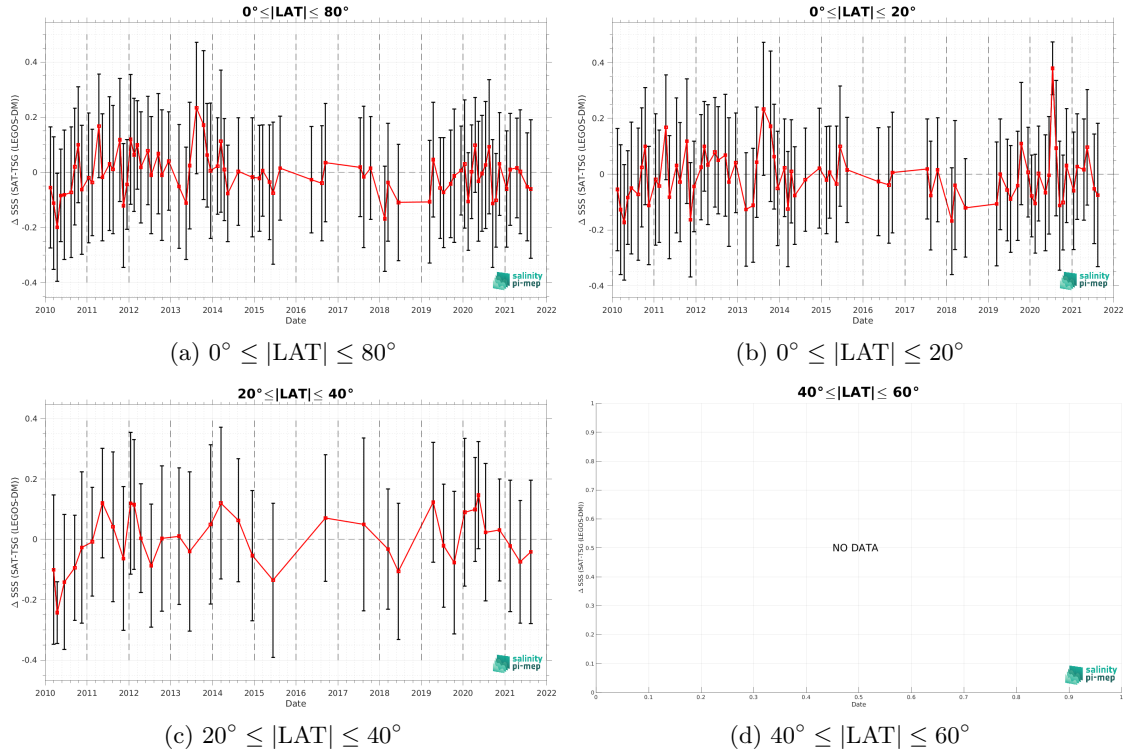 0°≤|LAT|≤ 80°
Δ SSS (SAT-TSG (LEGOS-DM))
0.4
0.2
0
-0.2
-0.4
2010 2011 2012 2013 2014 2015 2016 2017 2018 2019 2020 2021 2022
Date
salinity
pi-mep
(a) 0° ≤ |LAT| ≤ 80°
0°≤|LAT|≤ 20°
Δ SSS (SAT-TSG (LEGOS-DM))
0.4
0.2
0
-0.2
-0.4
2010 2011 2012 2013 2014 2015 2016 2017 2018 2019 2020 2021 2022
Date
salinity
pi-mep
(b) 0° ≤ |LAT| ≤ 20°
20°≤|LAT|≤ 40°
Δ SSS (SAT-TSG (LEGOS-DM))
0.4
0.2
0
-0.2
-0.4
2010 2011 2012 2013 2014 2015 2016 2017 2018 2019 2020 2021 2022
Date
salinity
pi-mep
(c) 20° ≤ |LAT| ≤ 40°
40°≤|LAT|≤ 60°
Δ SSS (SAT-TSG (LEGOS-DM))
1
0.9
0.8
0.7
0.6
0.5
0.4
0.3
0.2
0.1
0
NO DATA
0 0.1 0.2 0.3 0.4 0.5 0.6 0.7 0.8 0.9 1
Date
salinity
pi-mep
(d) 40° ≤ |LAT| ≤ 60°